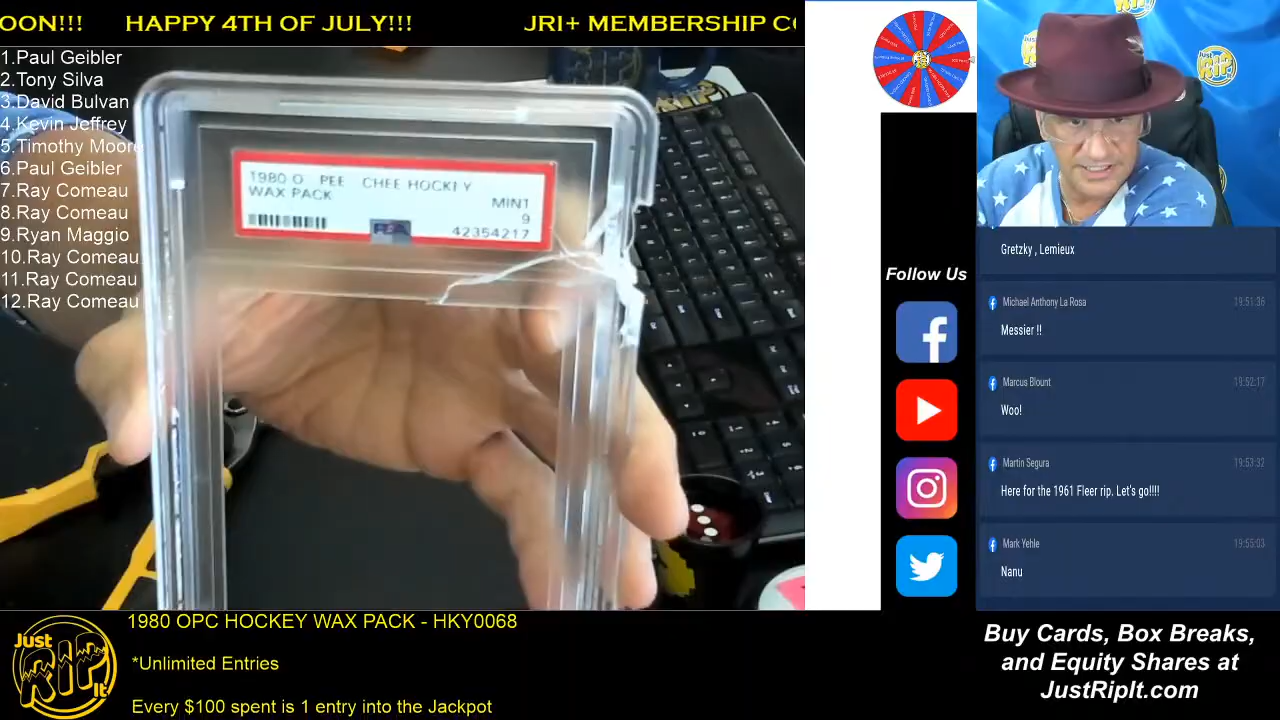 OON!!! HAPPY 4TH OF JULY!!! JRI+ MEMBERSHIP CO
1.Paul Geibler
2.Tony Silva
3.David Bulvan
4.Kevin Jeffrey
5.Timothy Moore
6.Paul Geibler
7.Ray Comeau
8.Ray Comeau
9.Ryan Maggio
10.Ray Comeau
11.Ray Comeau
12.Ray Comeau
1980 O PEE CHEE HOCKEY
WAX PACK
MINT
9
PSA
42354217
Just
RIP
It
1980 OPC HOCKEY WAX PACK - HKY0068
*Unlimited Entries
Every $100 spent is 1 entry into the Jackpot
Follow Us
Gretzky , Lemieux
Michael Anthony La Rosa 19:51:36
Messier !!
Marcus Blount 19:52:17
Woo!
Martin Segura 19:53:32
Here for the 1961 Fleer rip. Let's go!!!!
Mark Yehle 19:55:03
Nanu
Buy Cards, Box Breaks,
and Equity Shares at
JustRipIt.com